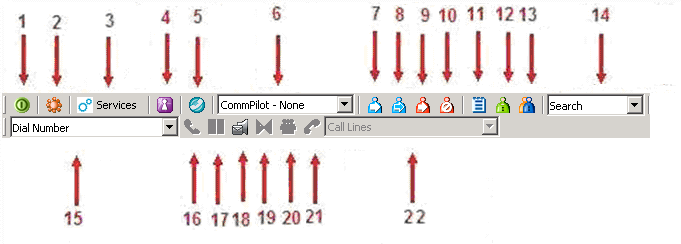 1 2 3 4 5 6 7 8 9 10 11 12 13 14
Services CommPilot - None Search
Dial Number Call Lines
15 16 17 18 19 20 21 22